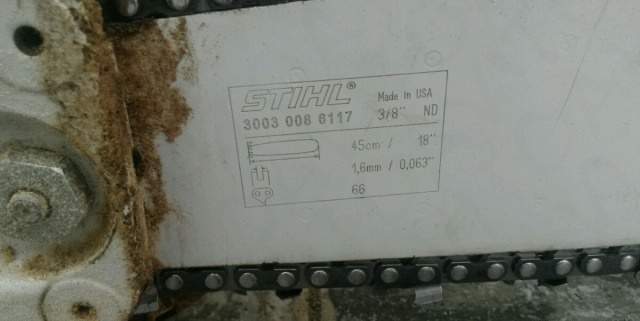 STIHL® Made in USA
3003 008 6117 3/8" ND
45cm / 18"
1,6mm / 0,063"
66